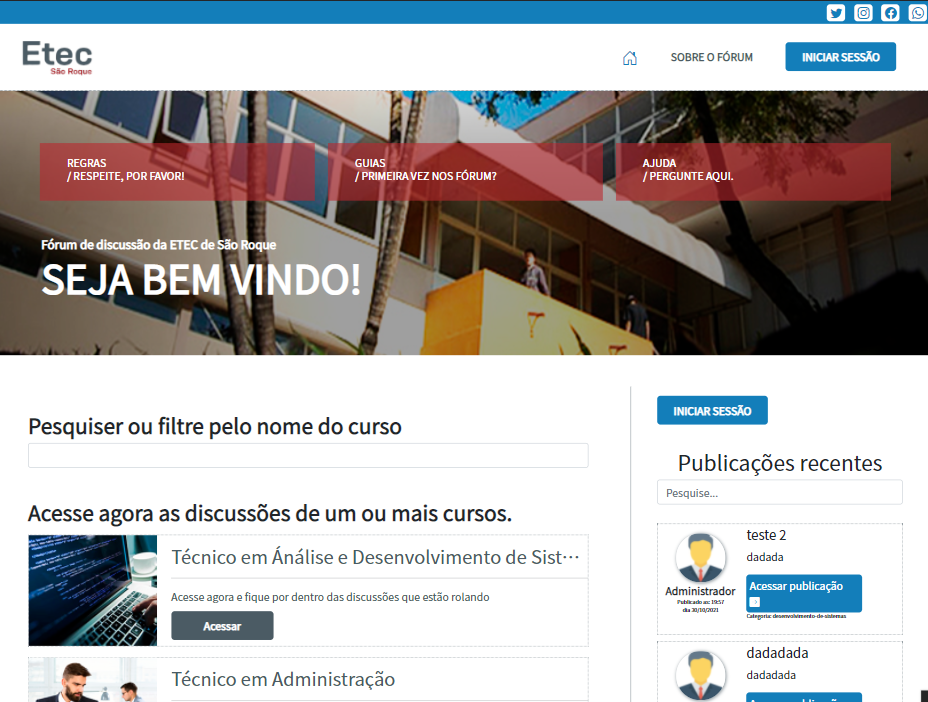 Etec
São Roque
SOBRE O FÓRUM
INICIAR SESSÃO
REGRAS
/ RESPEITE, POR FAVOR!
GUIAS
/ PRIMEIRA VEZ NOS FÓRUM?
AJUDA
/ PERGUNTE AQUI.
Fórum de discussão da ETEC de São Roque
SEJA BEM VINDO!
Pesquiser ou filtre pelo nome do curso
Acesse agora as discussões de um ou mais cursos.
Técnico em Ánálise e Desenvolvimento de Sist···
Acesse agora e fique por dentro das discussões que estão rolando
Acessar
Técnico em Administração
INICIAR SESSÃO
Publicações recentes
Pesquise...
teste 2
dadada
Acessar publicação
Administrador
Publicado as: 19:57
dia 30/10/2021
Categoria: desenvolvimento-de-sistemas
dadadada
dadadada